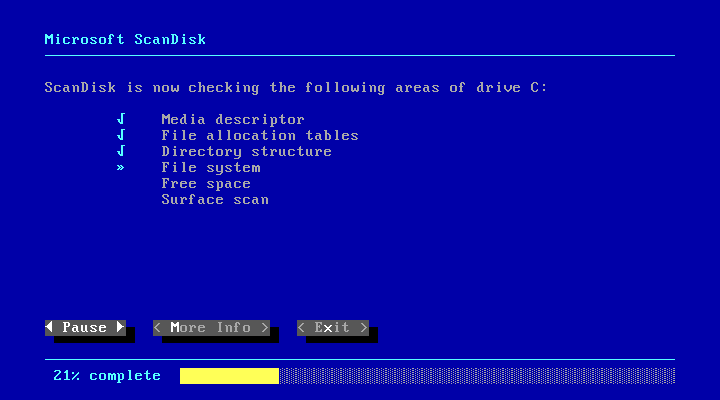 Microsoft ScanDisk
ScanDisk is now checking the following areas of drive C:
√ Media descriptor
√ File allocation tables
√ Directory structure
» File system
Free space
Surface scan
◄ Pause ► < More Info > < Exit >
21% complete